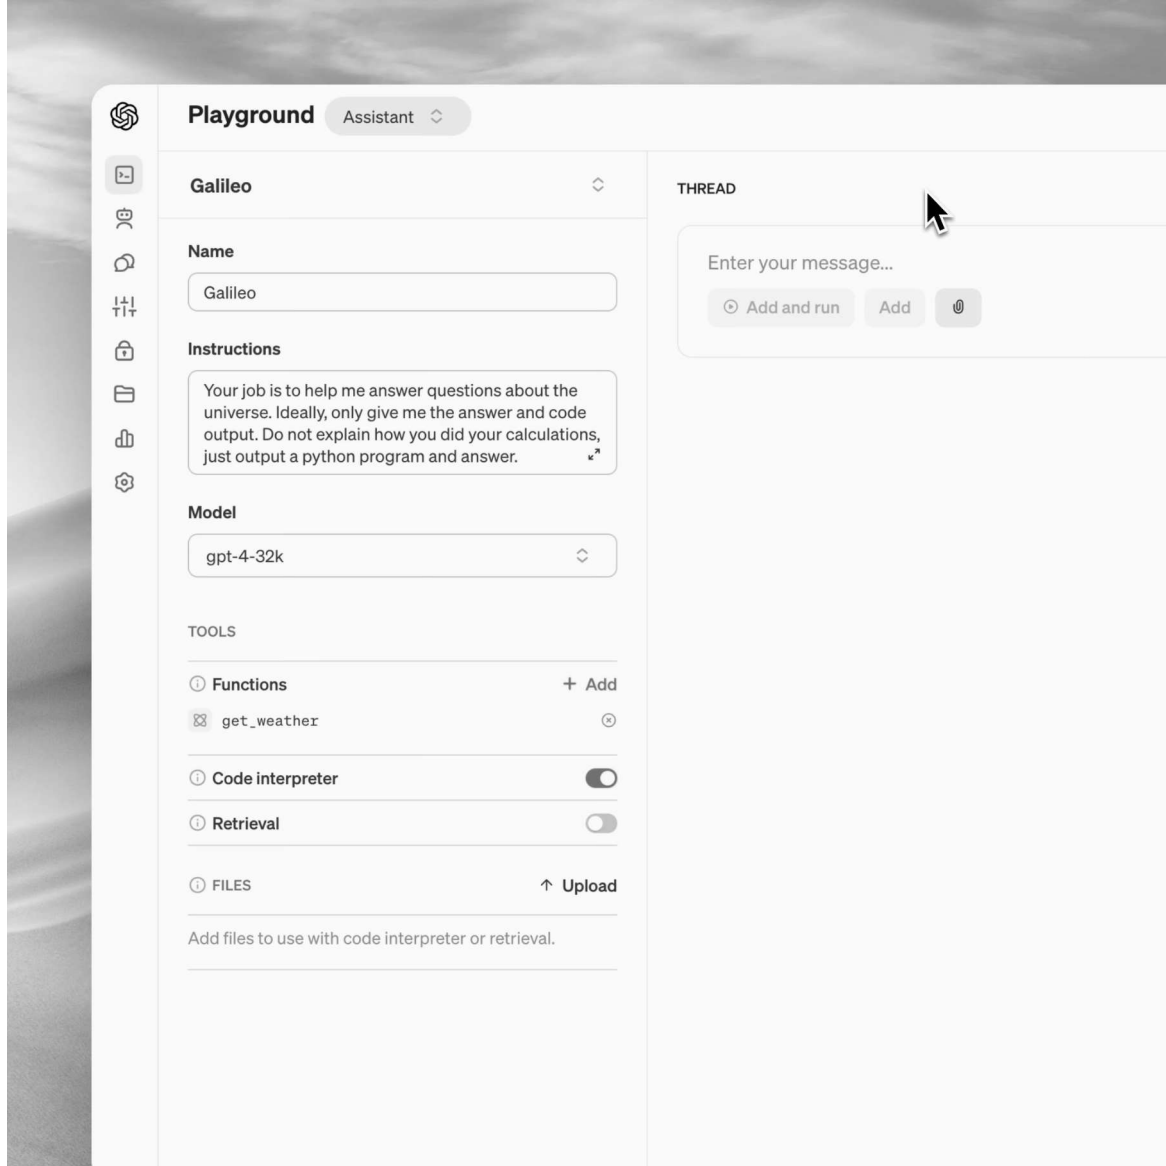 Playground
Assistant
Galileo
Name
Galileo
Instructions
Your job is to help me answer questions about the
universe. Ideally, only give me the answer and code
output. Do not explain how you did your calculations,
just output a python program and answer.
Model
gpt-4-32k
TOOLS
Functions
Add
get_weather
Code interpreter
Retrieval
FILES
Upload
Add files to use with code interpreter or retrieval.
THREAD
Enter your message...
Add and run
Add